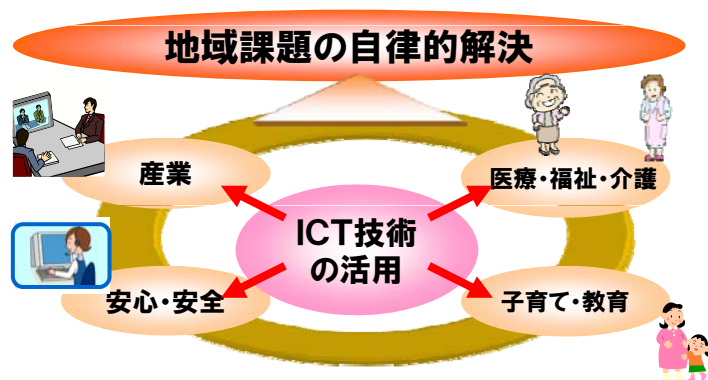 地域課題の自律的解決
産業
医療・福祉・介護
ICT技術
の活用
安心・安全
子育て・教育